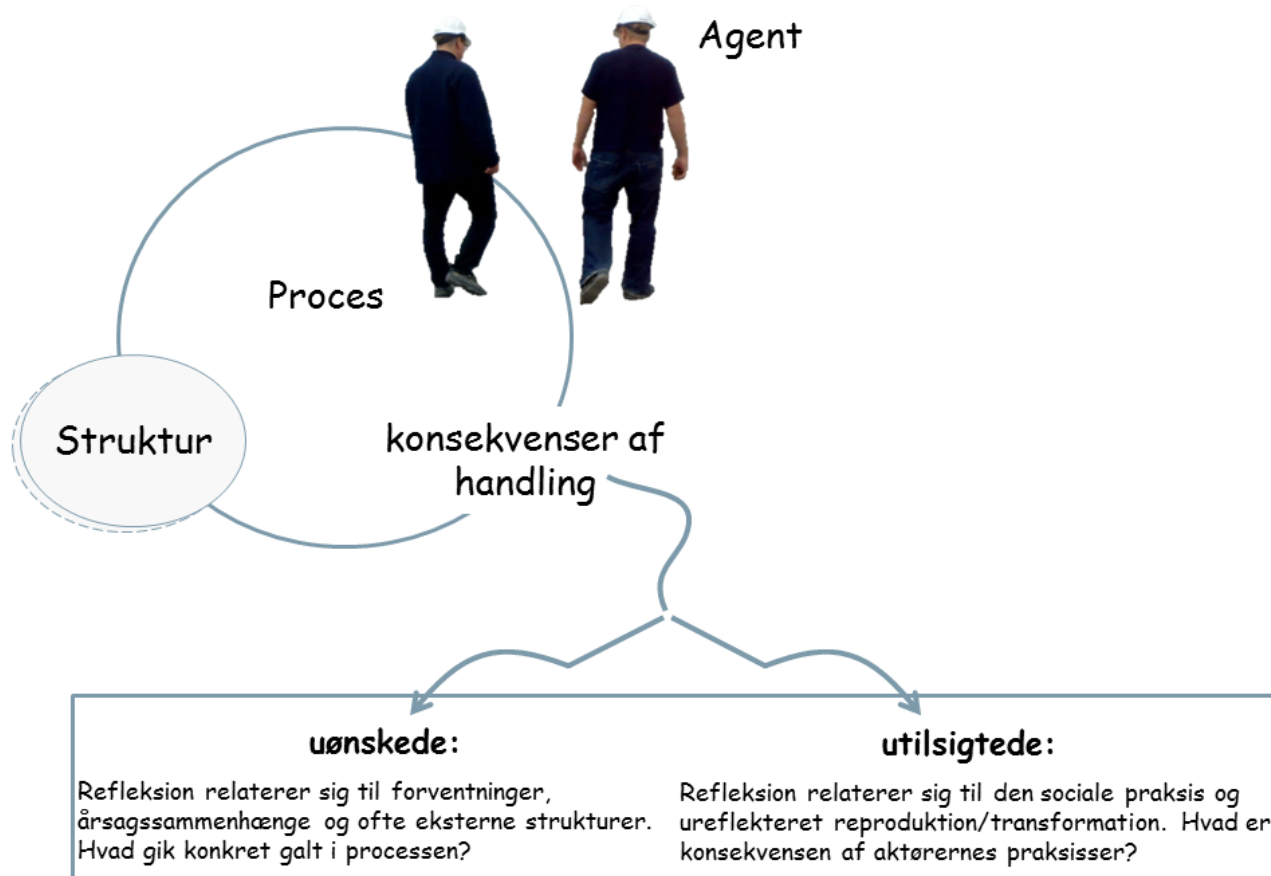 Agent
Proces
Struktur
konsekvenser af
handling
uønskede:
Refleksion relaterer sig til forventninger,
årsagssammenhænge og ofte eksterne strukturer.
Hvad gik konkret galt i processen?
utilsigtede:
Refleksion relaterer sig til den sociale praksis og
ureflekteret reproduktion/transformation. Hvad er
konsekvensen af aktørernes praksisser?